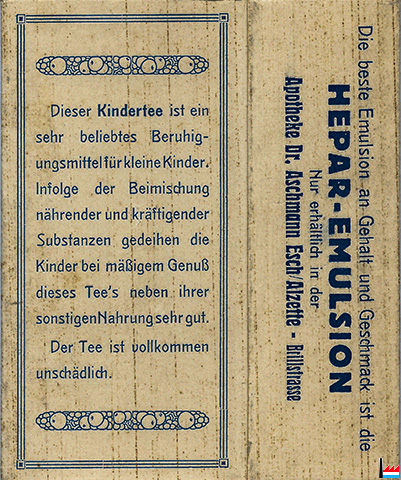 Dieser Kindertee ist ein
sehr beliebtes Beruhig-
ungsmittel für kleine Kinder.
Infolge der Beimischung
nährender und kräftigender
Substanzen gedeihen die
Kinder bei mäßigem Genuß
dieses Tee's neben ihrer
sonstigen Nahrung sehr gut.
Der Tee ist vollkommen
unschädlich.
Die beste Emulsion an Gehalt und Geschmack ist die
HEPAR-EMULSION
Nur erhältlich in der
Apotheke Dr. Aschmann Esch/Alzette - Brillstrasse